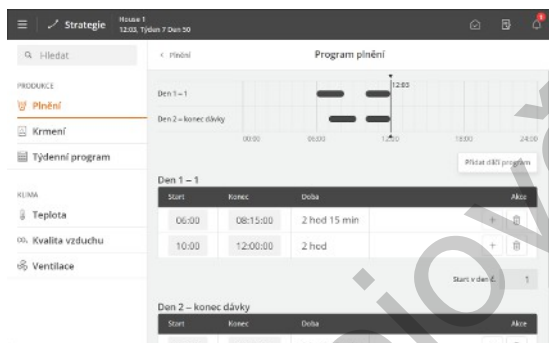 Strategie
House 1
12:03, Týden 7 Den 50
Hledat
PRODUKCE
Plnění
Krmení
Týdenní program
KLIMA
Teplota
Kvalita vzduchu
Ventilace
Plnění
Program plnění
12:03
Den 1 – 1
Den 2 – konec dávky
00:00 06:00 12:00 18:00 24:00
Přidat dílčí program
Den 1 – 1
Start Konec Doba Akce
06:00 08:15:00 2 hod 15 min
10:00 12:00:00 2 hod
Start v den č. 1
Den 2 – konec dávky
Start Konec Doba Akce